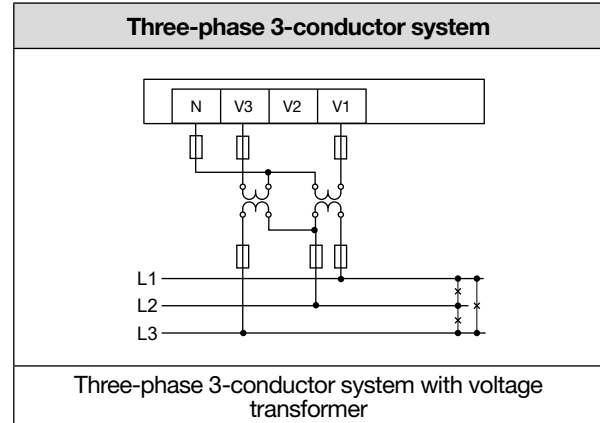 Three-phase 3-conductor system
N V3 V2 V1
L1
L2
L3
Three-phase 3-conductor system with voltage
transformer